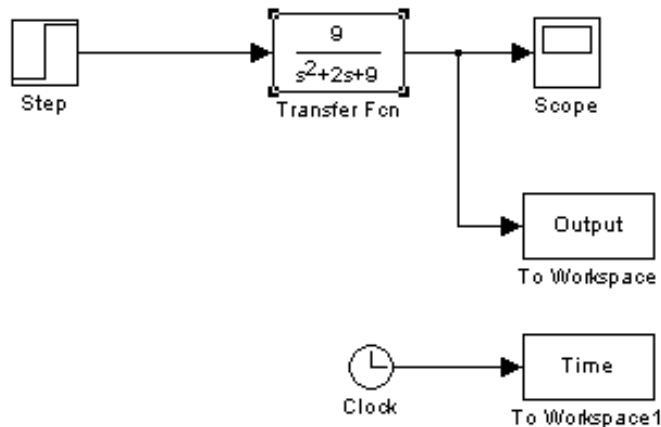 9
s²+2s+9
Step
Transfer Fcn
Scope
Output
To Workspace
Time
Clock
To Workspace1